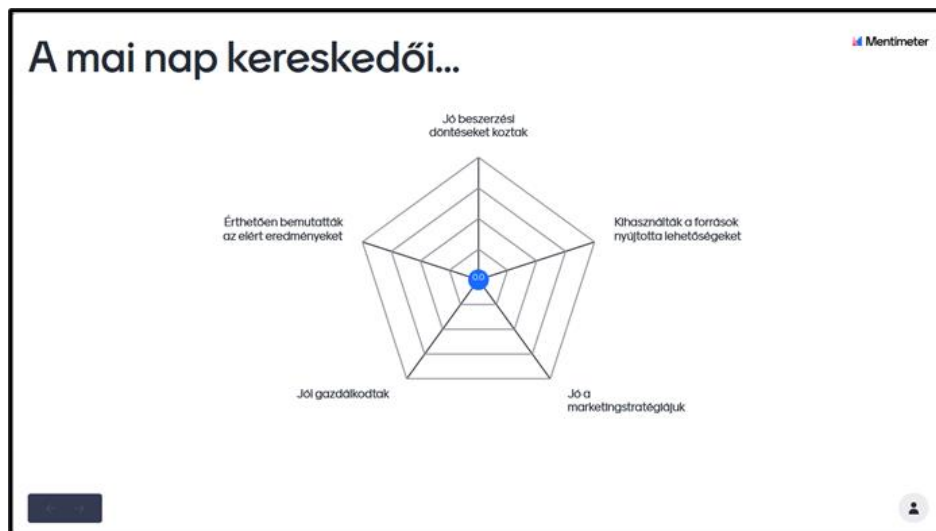 A mai nap kereskedői...
Mentimeter
Jó beszerzési
döntéseket koztak
Érthetően bemutatták
az elért eredményeket
Kihasználták a források
nyújtotta lehetőségeket
0.0
Jól gazdálkodtak
Jó a
marketingstratégiájuk